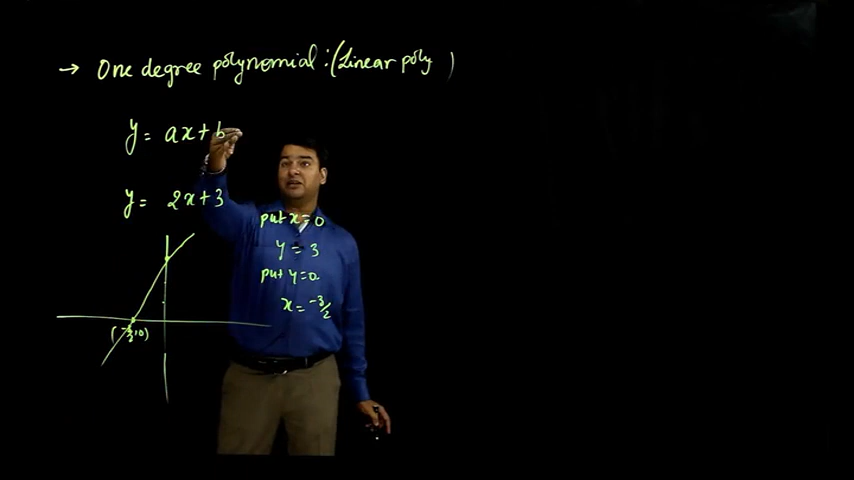 → One degree polynomial :(Linear poly )
y = ax+b
y = 2x+3
put x=0
y = 3
put y=0
x = -3/2
(-3/2,0)